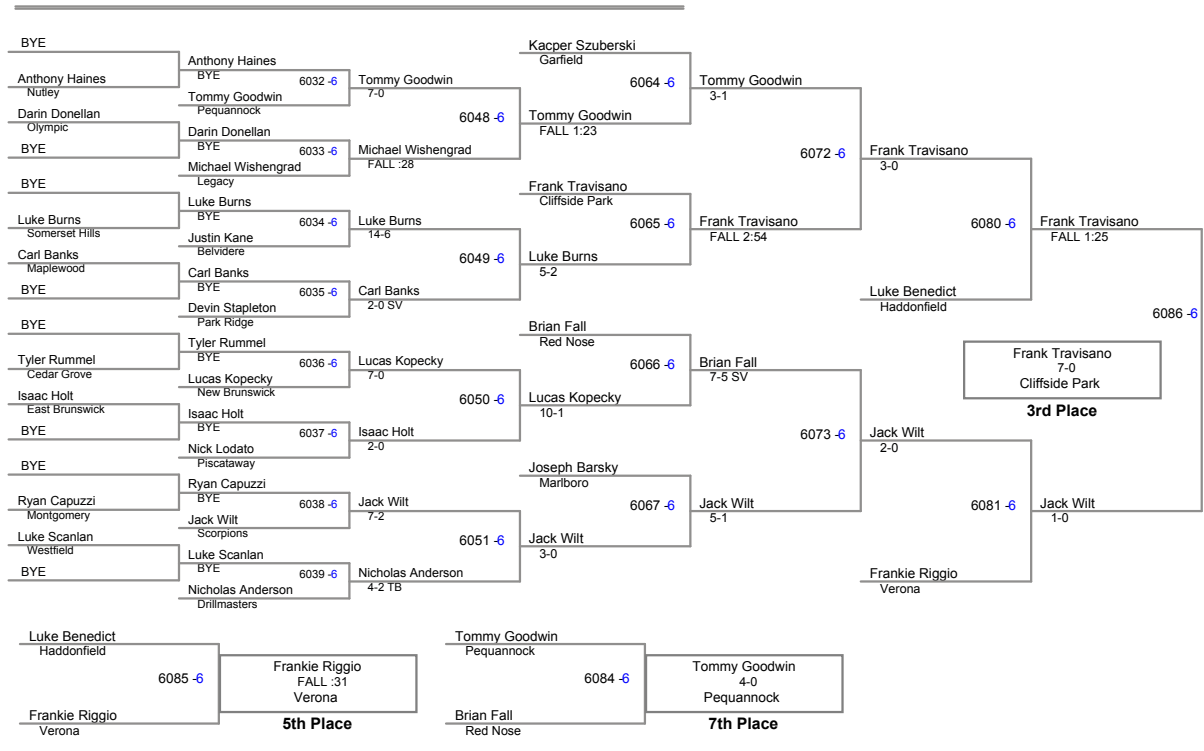 BYE
Anthony Haines
Nutley
Darin Donellan
Olympic
BYE
BYE
Luke Burns
Somerset Hills
Carl Banks
Maplewood
BYE
BYE
Tyler Rummel
Cedar Grove
Isaac Holt
East Brunswick
BYE
BYE
Ryan Capuzzi
Montgomery
Luke Scanlan
Westfield
BYE
Anthony Haines
BYE
6032 -6
Tommy Goodwin
Pequannock
Darin Donellan
BYE
6033 -6
Michael Wishengrad
Legacy
Luke Burns
BYE
6034 -6
Justin Kane
Belvidere
Carl Banks
BYE
6035 -6
Devin Stapleton
Park Ridge
Tyler Rummel
BYE
6036 -6
Lucas Kopecky
New Brunswick
Isaac Holt
BYE
6037 -6
Nick Lodato
Piscataway
Ryan Capuzzi
BYE
6038 -6
Jack Wilt
Scorpions
Luke Scanlan
BYE
6039 -6
Nicholas Anderson
Drillmasters
Tommy Goodwin
7-0
6048 -6
Michael Wishengrad
FALL :28
Luke Burns
14-6
6049 -6
Carl Banks
2-0 SV
Lucas Kopecky
7-0
6050 -6
Isaac Holt
2-0
Jack Wilt
7-2
6051 -6
Nicholas Anderson
4-2 TB
Kacper Szuberski
Garfield
6064 -6
Tommy Goodwin
FALL 1:23
Frank Travisano
Cliffside Park
6065 -6
Luke Burns
5-2
Brian Fall
Red Nose
6066 -6
Lucas Kopecky
10-1
Joseph Barsky
Marlboro
6067 -6
Jack Wilt
3-0
Tommy Goodwin
3-1
6072 -6
Frank Travisano
FALL 2:54
Brian Fall
7-5 SV
6073 -6
Jack Wilt
5-1
Frank Travisano
3-0
6080 -6
Luke Benedict
Haddonfield
Jack Wilt
2-0
6081 -6
Frankie Riggio
Verona
Frank Travisano
FALL 1:25
6086 -6
Jack Wilt
1-0
Frank Travisano
7-0
Cliffside Park
3rd Place
Luke Benedict
Haddonfield
6085 -6
Frankie Riggio
Verona
Frankie Riggio
FALL :31
Verona
5th Place
Tommy Goodwin
Pequannock
6084 -6
Brian Fall
Red Nose
Tommy Goodwin
4-0
Pequannock
7th Place